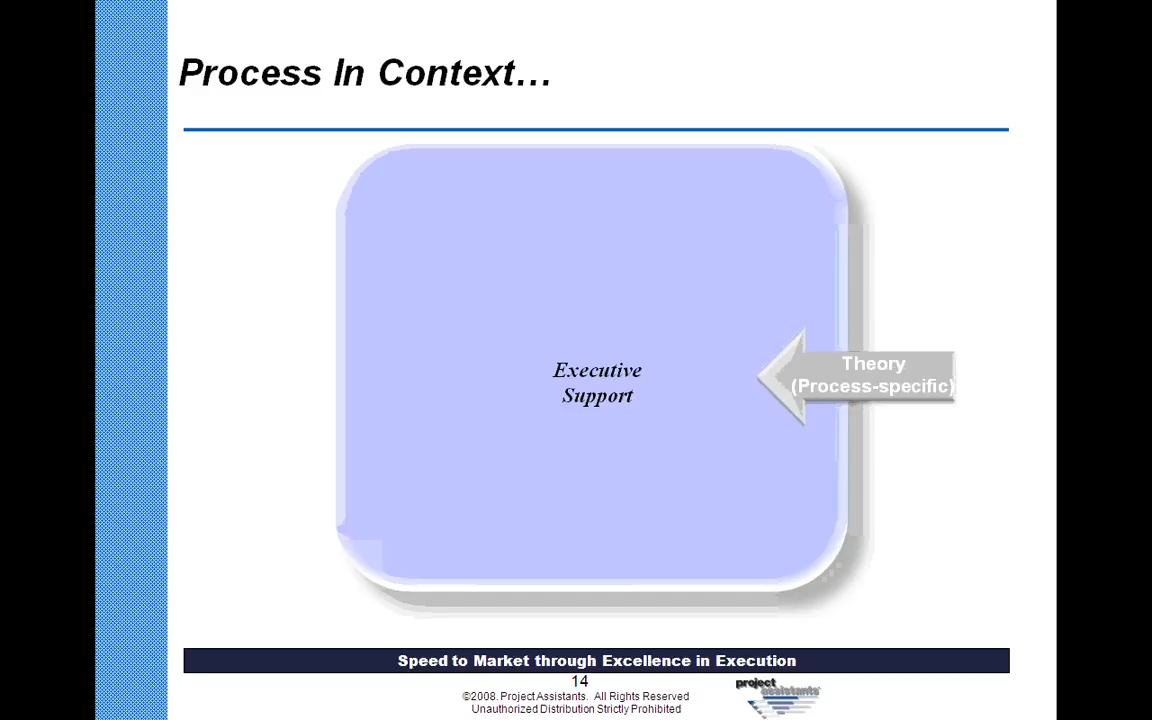 Process In Context…
Executive
Support
Theory
(Process-specific)
Speed to Market through Excellence in Execution
14
©2008. Project Assistants. All Rights Reserved
Unauthorized Distribution Strictly Prohibited
project
assistants